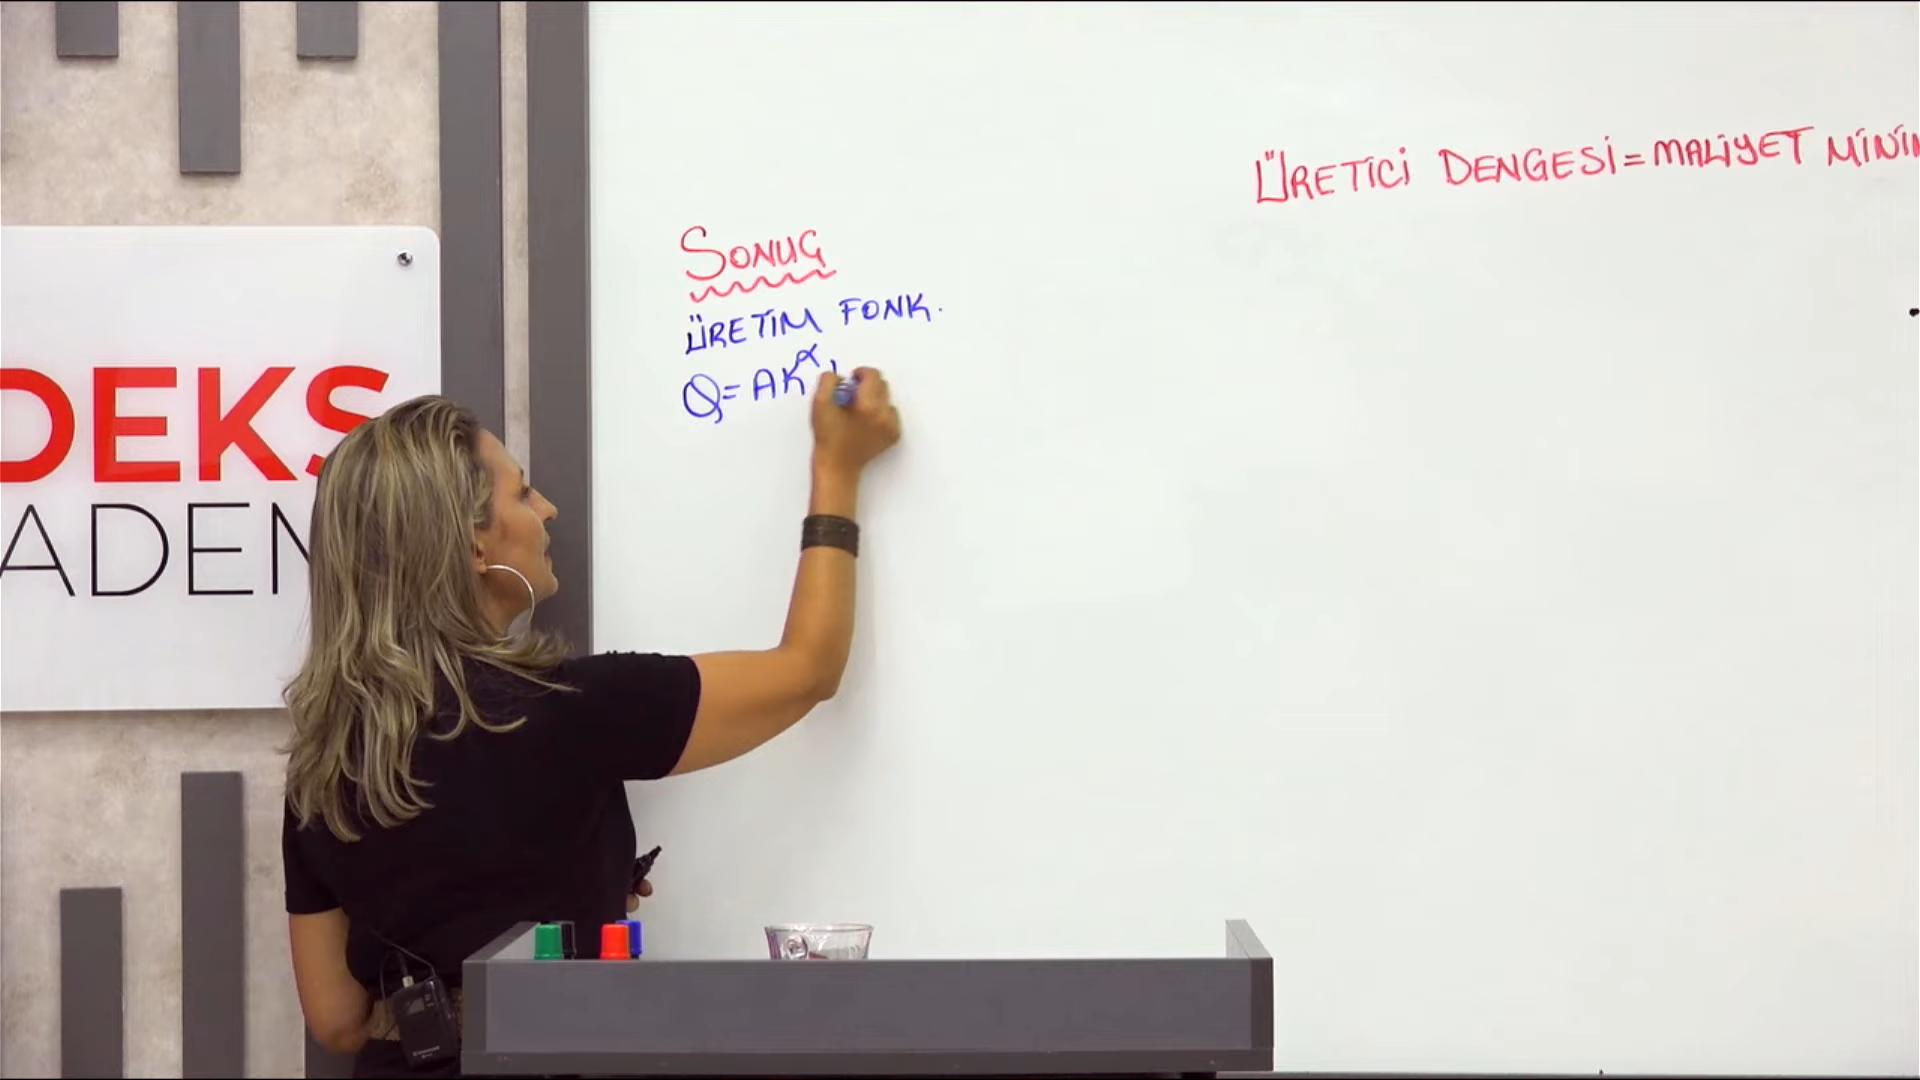 DEKS
ADEM
SONUÇ
ÜRETİM FONK.
Q=AK^α
ÜRETİCİ DENGESİ=MALİYET MİNİM